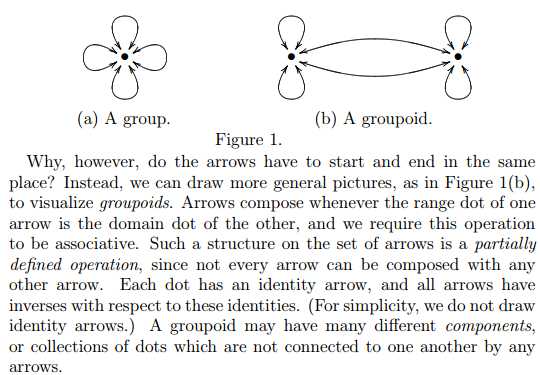 (a) A group.
(b) A groupoid.
Figure 1.
Why, however, do the arrows have to start and end in the same
place? Instead, we can draw more general pictures, as in Figure 1(b),
to visualize groupoids. Arrows compose whenever the range dot of one
arrow is the domain dot of the other, and we require this operation
to be associative. Such a structure on the set of arrows is a partially
defined operation, since not every arrow can be composed with any
other arrow. Each dot has an identity arrow, and all arrows have
inverses with respect to these identities. (For simplicity, we do not draw
identity arrows.) A groupoid may have many different components,
or collections of dots which are not connected to one another by any
arrows.